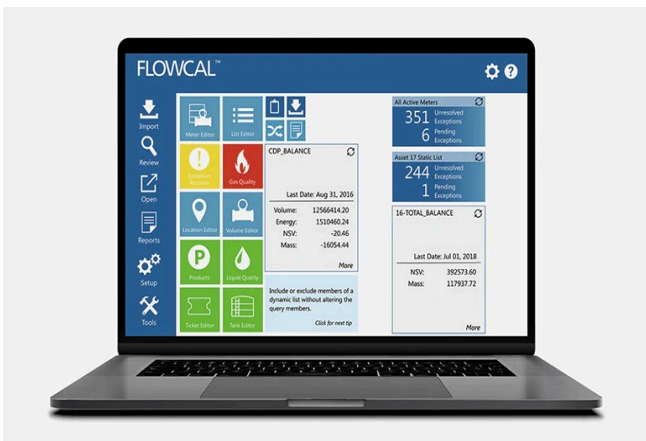 FLOWCAL™
Import
Review
Open
Reports
Setup
Tools
Meter Editor
List Editor
Exception
Gas Quality
Location Editor
Volume Editor
Products
Liquid Quality
Ticket Editor
Tank Editor
CDP_BALANCE
Last Date: Aug 31, 2016
Volume: 12566414.20
Energy: 1510460.24
NSV: -20.46
Mass: -16054.44
More
Include or exclude members of a
dynamic list without altering the
query members.
Click for next tip
All Active Meters
351 Unresolved
Exceptions
6 Pending
Exceptions
Asset 17 Static List
244 Unresolved
Exceptions
1 Pending
Exceptions
16-TOTAL_BALANCE
Last Date: Jul 01, 2018
NSV: 392573.60
Mass: 117937.72
More